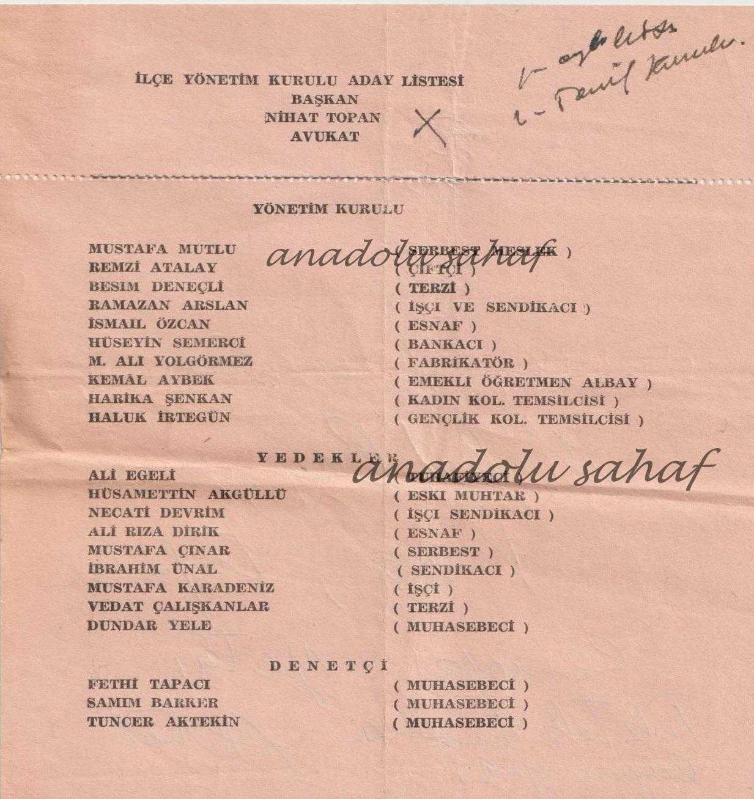 İLÇE YÖNETİM KURULU ADAY LİSTESİ
BAŞKAN
NİHAT TOPAN
AVUKAT
YÖNETİM KURULU
MUSTAFA MUTLU ( SERBEST MESLEK )
anadolu sahaf
REMZİ ATALAY ( ÇİFTÇİ )
BESIM DENEÇLİ ( TERZİ )
RAMAZAN ARSLAN ( İŞÇI VE SENDİKACI )
İSMAİL ÖZCAN ( ESNAF )
HÜSEYİN SEMERCİ ( BANKACI )
M. ALI YOLGÖRMEZ ( FABRİKATÖR )
KEMAL AYBEK ( EMEKLİ ÖĞRETMEN ALBAY )
HARİKA ŞENKAN ( KADIN KOL. TEMSİLCİSİ )
HALUK İRTEGÜN ( GENÇLİK KOL. TEMSİLCİSİ )
YEDEKLER
anadolu sahaf
ALİ EGELİ
HÜSAMETTİN AKGÜLLÜ ( ESKI MUHTAR )
NECATİ DEVRİM ( İŞÇI SENDİKACI )
ALİ RIZA DİRİK ( ESNAF )
MUSTAFA ÇINAR ( SERBEST )
İBRAHİM ÜNAL ( SENDİKACI )
MUSTAFA KARADENİZ ( İŞÇİ )
VEDAT ÇALIŞKANLAR ( TERZİ )
DUNDAR YELE ( MUHASEBECİ )
DENETÇİ
FETHİ TAPACI ( MUHASEBECİ )
SAMIM BARKER ( MUHASEBECİ )
TUNCER AKTEKİN ( MUHASEBECİ )